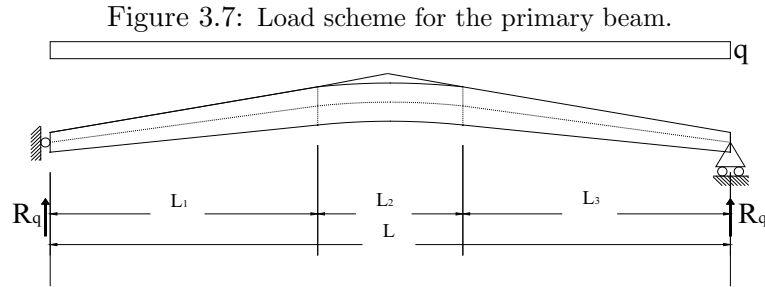 Figure 3.7: Load scheme for the primary beam.
q
L1 L2 L3
Rq Rq
L